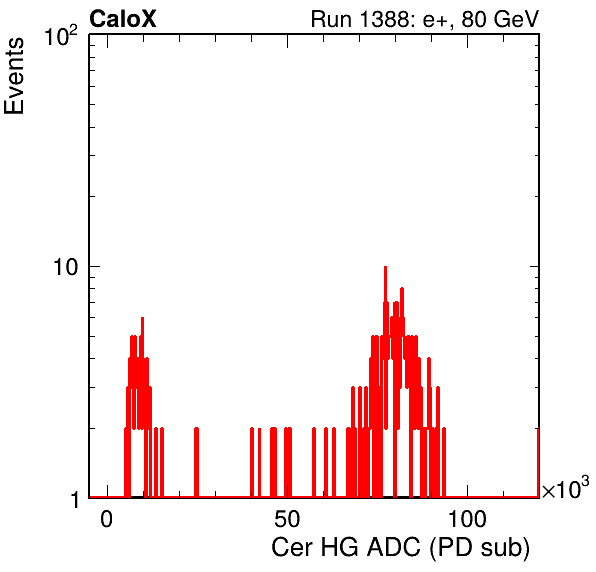 CaloX Run 1388: e+, 80 GeV
Events
10²
10
1
0 50 100 ×10³
Cer HG ADC (PD sub)